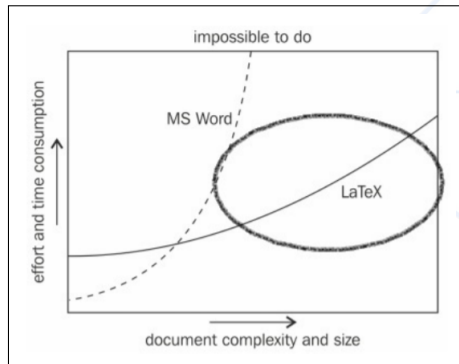 impossible to do
MS Word
LaTeX
effort and time consumption
document complexity and size